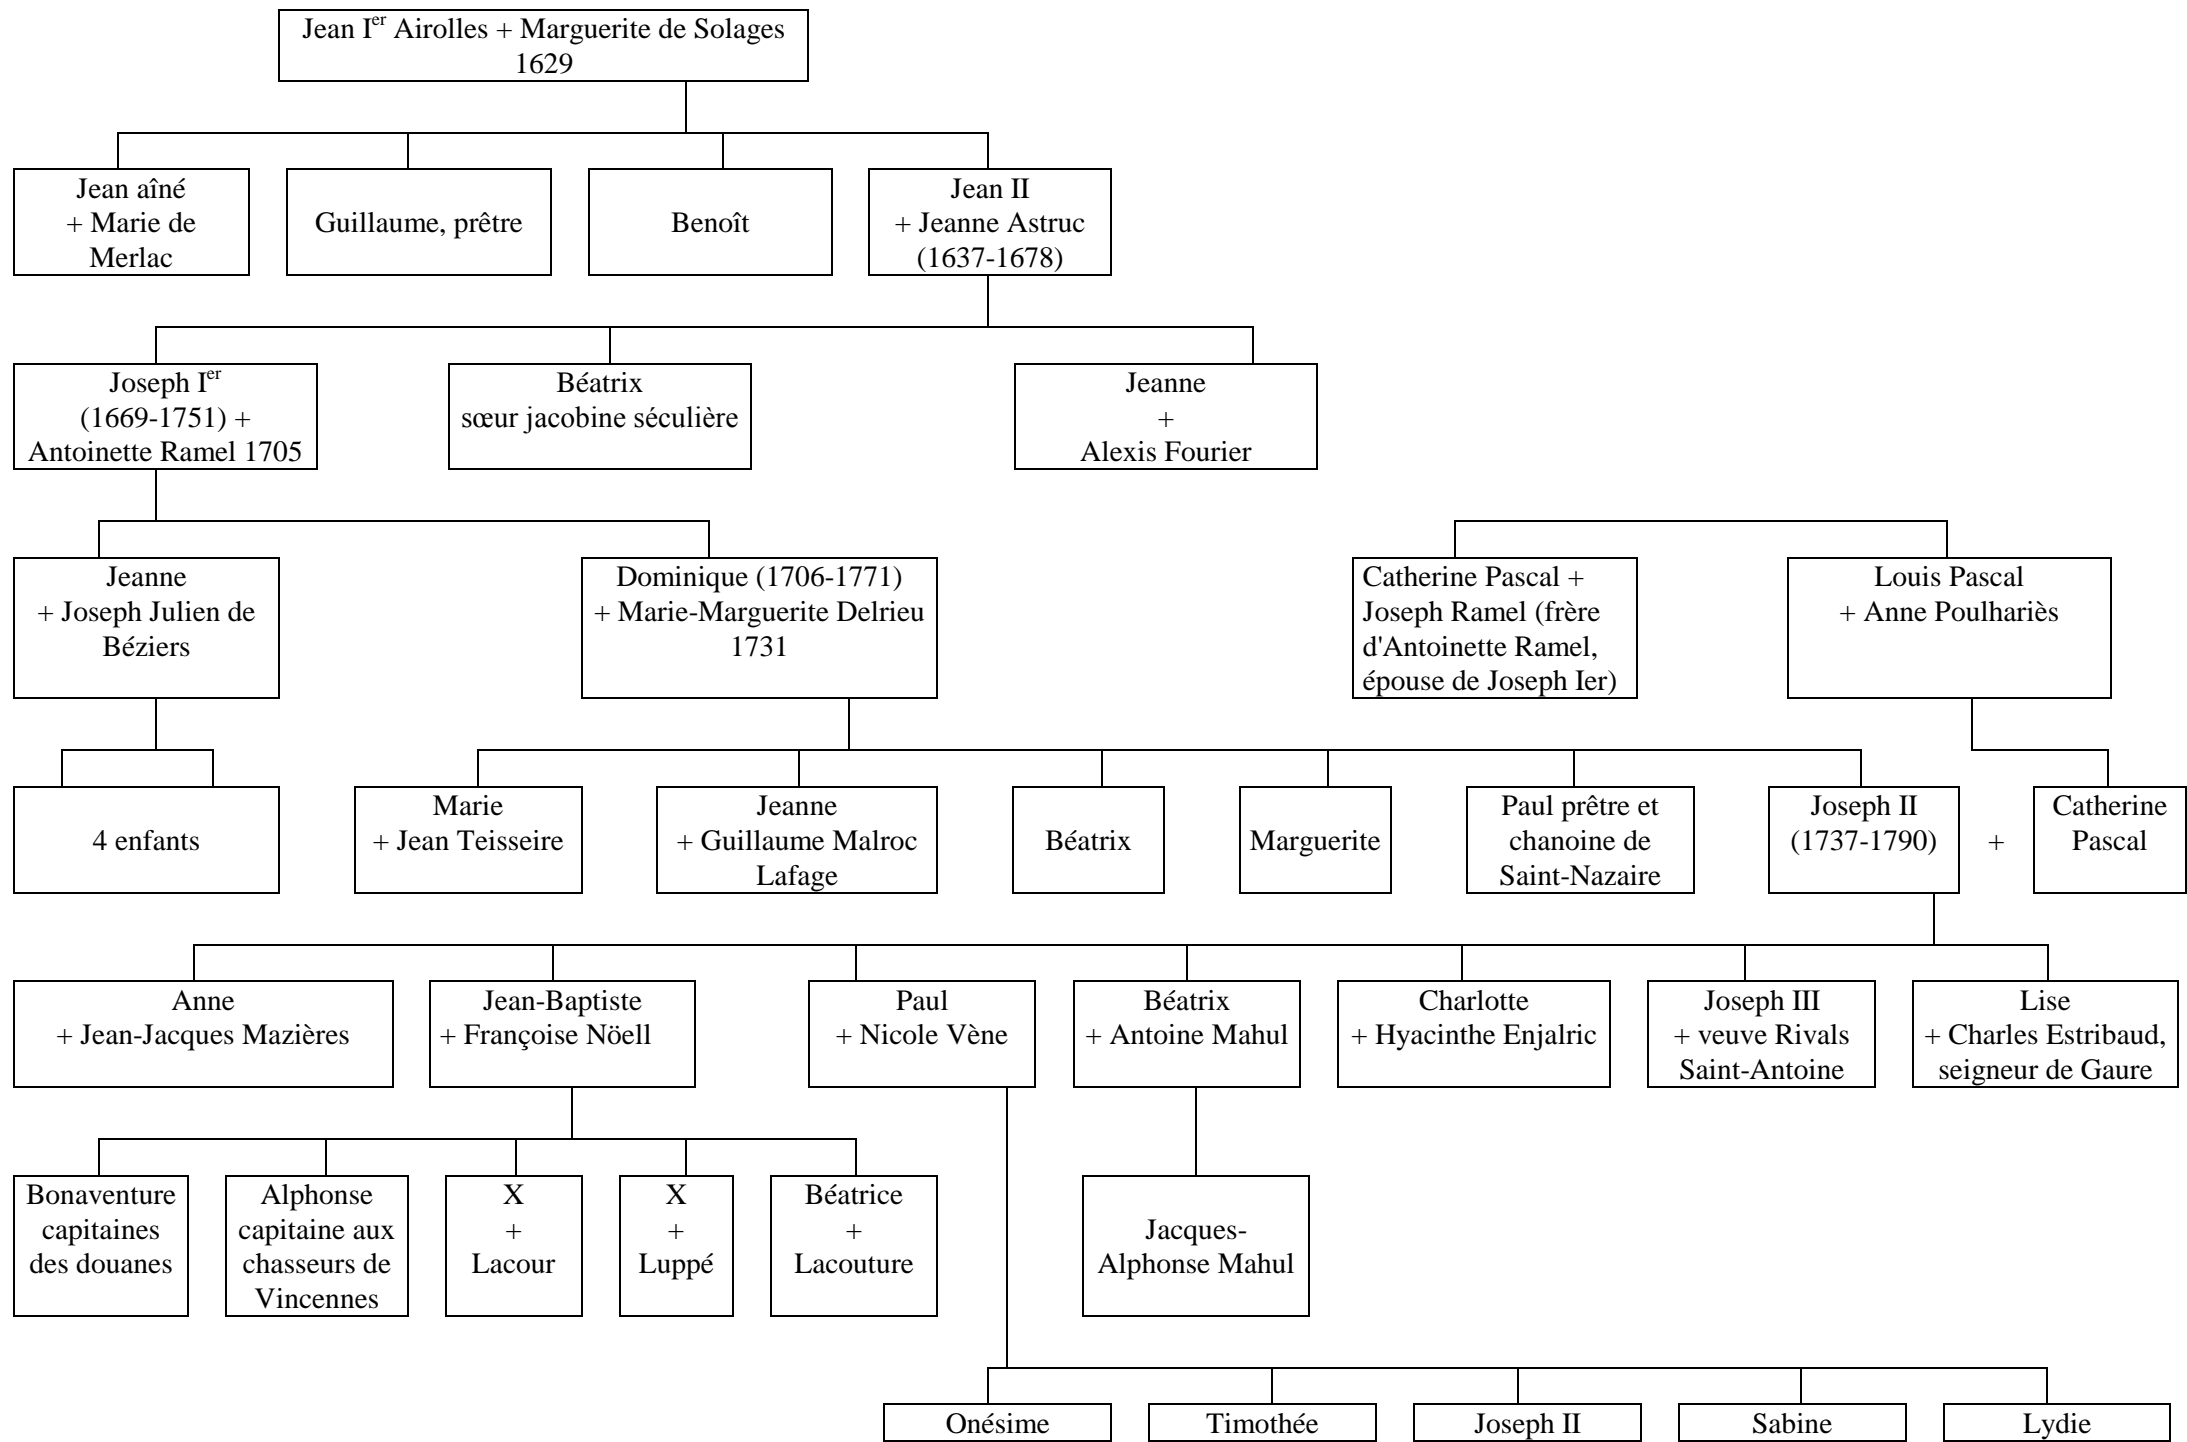 Jean Ier Airolles + Marguerite de Solages
1629
Jean aîné
+ Marie de
Merlac
Guillaume, prêtre
Benoît
Jean II
+ Jeanne Astruc
(1637-1678)
Joseph Ier
(1669-1751) +
Antoinette Ramel 1705
Béatrix
sœur jacobine séculière
Jeanne
+
Alexis Fourier
Jeanne
+ Joseph Julien de
Béziers
Dominique (1706-1771)
+ Marie-Marguerite Delrieu
1731
Catherine Pascal +
Joseph Ramel (frère
d'Antoinette Ramel,
épouse de Joseph Ier)
Louis Pascal
+ Anne Poulhariès
4 enfants
Marie
+ Jean Teisseire
Jeanne
+ Guillaume Malroc
Lafage
Béatrix
Marguerite
Paul prêtre et
chanoine de
Saint-Nazaire
Joseph II
(1737-1790)
+
Catherine
Pascal
Anne
+ Jean-Jacques Mazières
Jean-Baptiste
+ Françoise Nöell
Paul
+ Nicole Vène
Béatrix
+ Antoine Mahul
Charlotte
+ Hyacinthe Enjalric
Joseph III
+ veuve Rivals
Saint-Antoine
Lise
+ Charles Estribaud,
seigneur de Gaure
Bonaventure
capitaines
des douanes
Alphonse
capitaine aux
chasseurs de
Vincennes
X
+
Lacour
X
+
Luppé
Béatrice
+
Lacouture
Jacques-
Alphonse Mahul
Onésime
Timothée
Joseph II
Sabine
Lydie